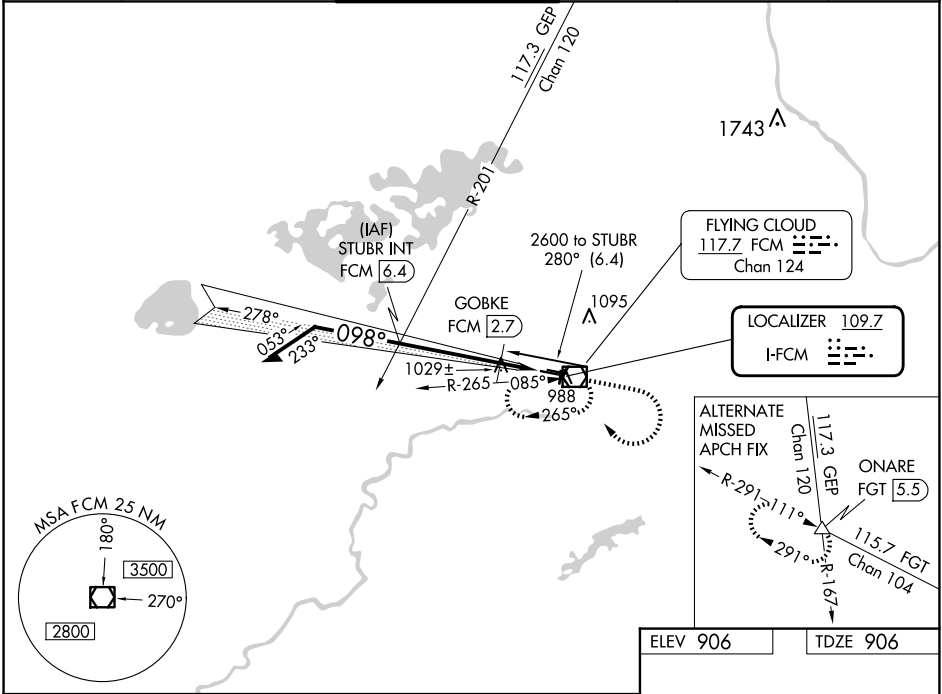 117.3 GEP
Chan 120
R-201
1743
(IAF)
STUBR INT
FCM 6.4
2600 to STUBR
280° (6.4)
FLYING CLOUD
117.7 FCM
Chan 124
GOBKE
FCM 2.7
1095
LOCALIZER 109.7
I-FCM
278°
098°
053°
233°
1029±
R-265
085°
988
265°
ALTERNATE
MISSED
APCH FIX
117.3 GEP
Chan 120
ONARE
FGT 5.5
R-291
111°
291°
115.7 FGT
Chan 104
R-167
MSA FCM 25 NM
180°
3500
270°
2800
ELEV 906
TDZE 906